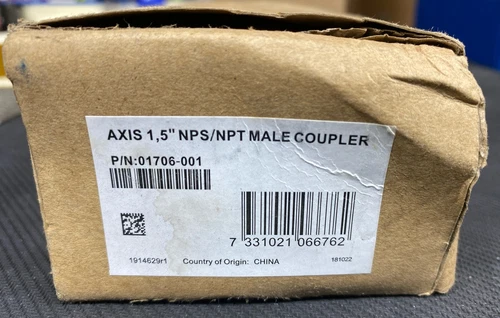 AXIS 1,5" NPS/NPT MALE COUPLER
P/N:01706-001
7 331021 066762
1914629r1 Country of Origin: CHINA 181022